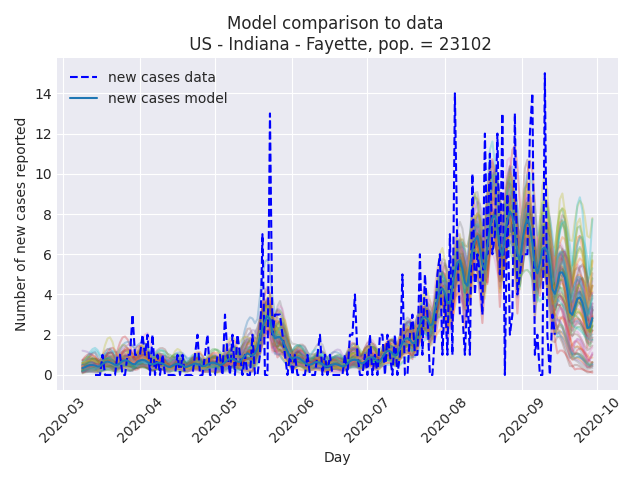 Model comparison to data
US - Indiana - Fayette, pop. = 23102
new cases data
new cases model
Number of new cases reported
14
12
10
8
6
4
2
0
2020-03
2020-04
2020-05
2020-06
2020-07
2020-08
2020-09
2020-10
Day